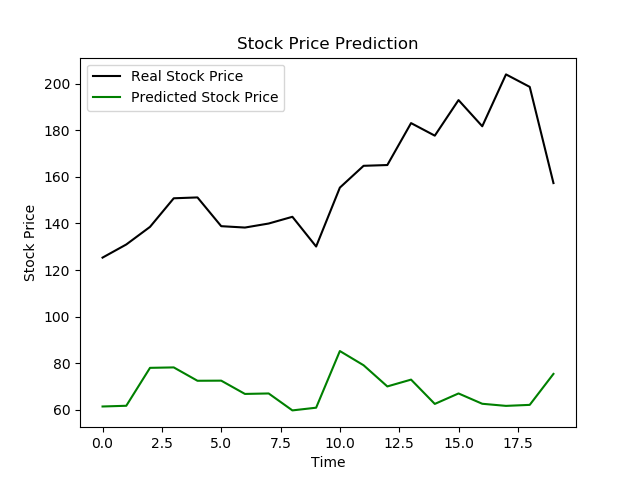 Stock Price Prediction
Real Stock Price
Predicted Stock Price
200
180
160
140
120
100
80
60
Stock Price
0.0 2.5 5.0 7.5 10.0 12.5 15.0 17.5
Time